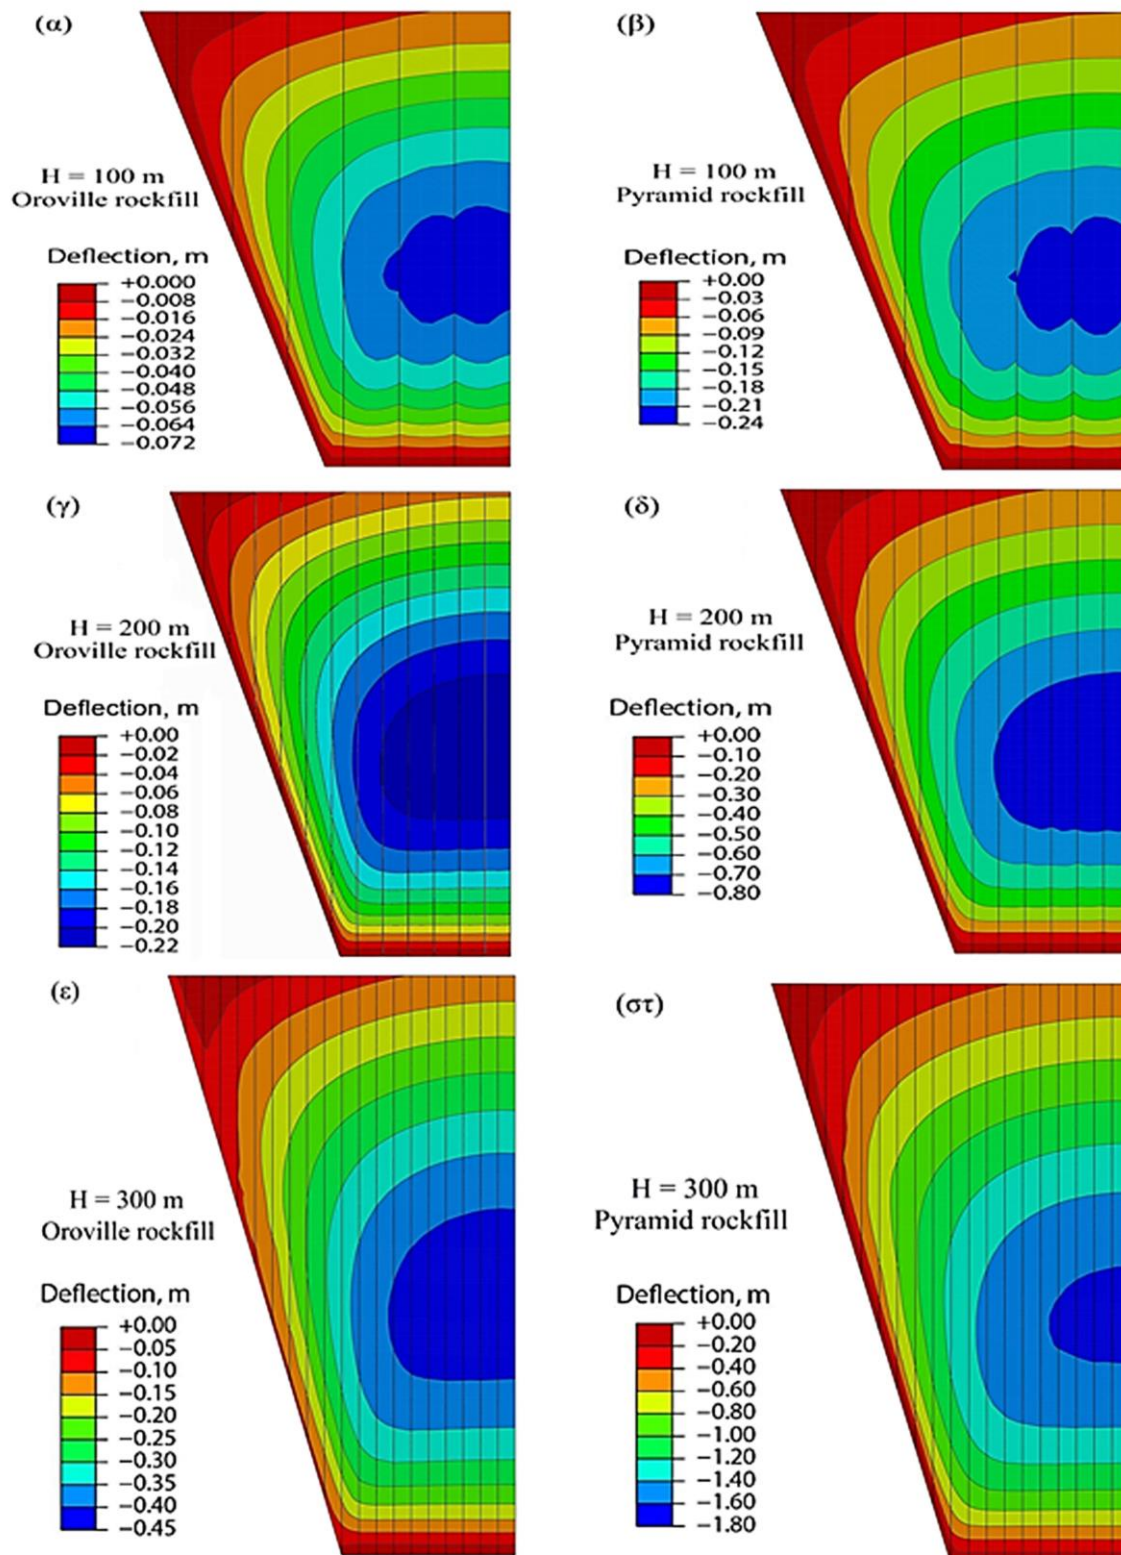 (α)
H = 100 m
Oroville rockfill
Deflection, m
+0.000
−0.008
−0.016
−0.024
−0.032
−0.040
−0.048
−0.056
−0.064
−0.072
(β)
H = 100 m
Pyramid rockfill
Deflection, m
+0.00
−0.03
−0.06
−0.09
−0.12
−0.15
−0.18
−0.21
−0.24
(γ)
H = 200 m
Oroville rockfill
Deflection, m
+0.00
−0.02
−0.04
−0.06
−0.08
−0.10
−0.12
−0.14
−0.16
−0.18
−0.20
−0.22
(δ)
H = 200 m
Pyramid rockfill
Deflection, m
+0.00
−0.10
−0.20
−0.30
−0.40
−0.50
−0.60
−0.70
−0.80
(ε)
H = 300 m
Oroville rockfill
Deflection, m
+0.00
−0.05
−0.10
−0.15
−0.20
−0.25
−0.30
−0.35
−0.40
−0.45
(στ)
H = 300 m
Pyramid rockfill
Deflection, m
+0.00
−0.20
−0.40
−0.60
−0.80
−1.00
−1.20
−1.40
−1.60
−1.80